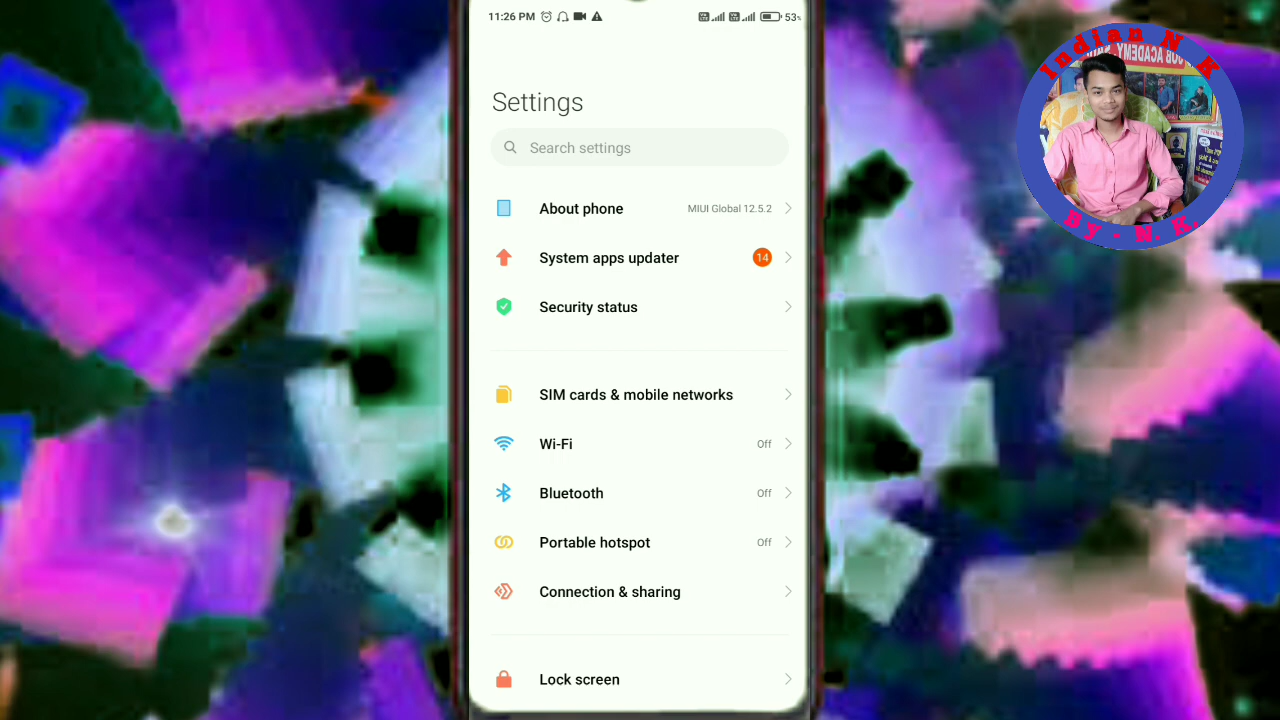 11:26 PM
53%
Settings
Search settings
About phone
MIUI Global 12.5.2
System apps updater
14
Security status
SIM cards & mobile networks
Wi-Fi
Off
Bluetooth
Off
Portable hotspot
Off
Connection & sharing
Lock screen
Indian N K
By - N. K.